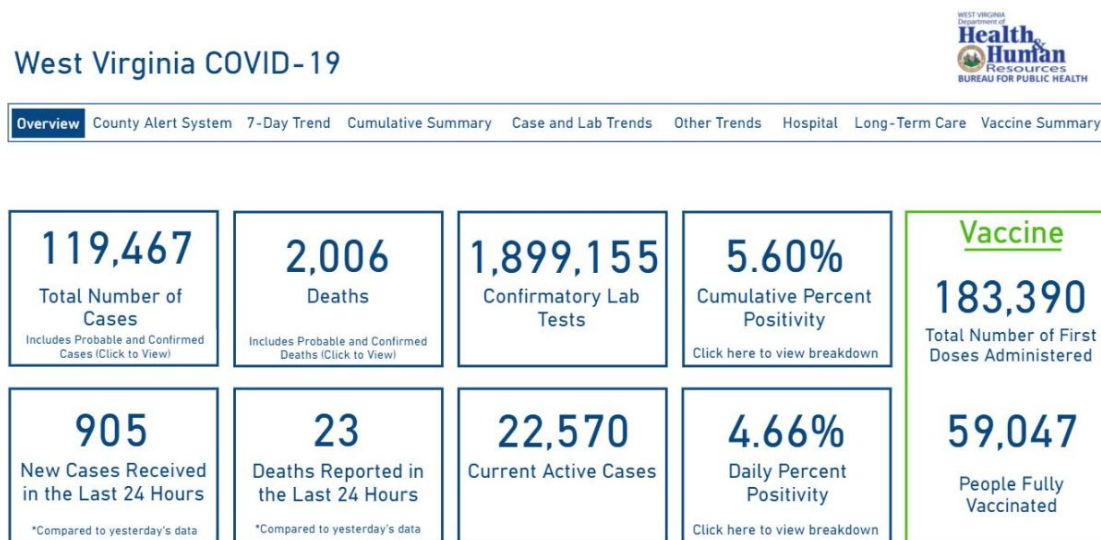 West Virginia COVID-19
WEST VIRGINIA
Department of
Health &
Human
Resources
BUREAU FOR PUBLIC HEALTH
Overview County Alert System 7-Day Trend Cumulative Summary Case and Lab Trends Other Trends Hospital Long-Term Care Vaccine Summary
119,467
Total Number of
Cases
Includes Probable and Confirmed
Cases (Click to View)
2,006
Deaths
Includes Probable and Confirmed
Deaths (Click to View)
1,899,155
Confirmatory Lab
Tests
5.60%
Cumulative Percent
Positivity
Click here to view breakdown
Vaccine
183,390
Total Number of First
Doses Administered
905
New Cases Received
in the Last 24 Hours
*Compared to yesterday's data
23
Deaths Reported in
the Last 24 Hours
*Compared to yesterday's data
22,570
Current Active Cases
4.66%
Daily Percent
Positivity
Click here to view breakdown
59,047
People Fully
Vaccinated